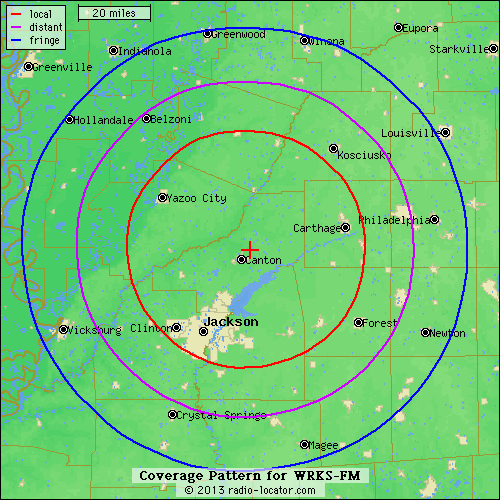 local
distant
fringe
20 miles
Greenwood
Winona
Eupora
Indianola
Starkville
Greenville
Hollandale
Belzoni
Louisville
Kosciusko
Yazoo City
Carthage
Philadelphia
Canton
Clinton
Jackson
Forest
Vicksburg
Newton
Crystal Springs
Magee
Coverage Pattern for WRKS-FM
© 2013 radio-locator.com